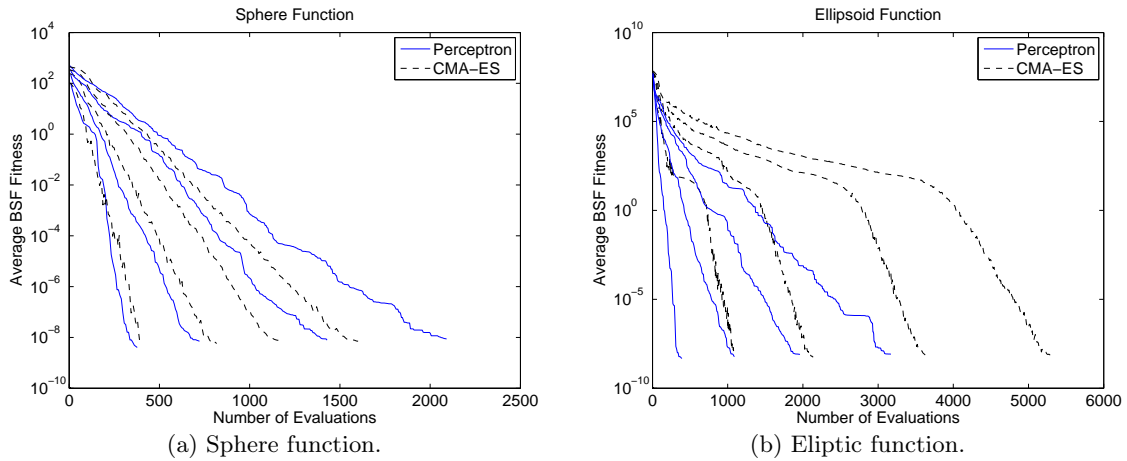 Sphere Function
Average BSF Fitness
10^4
10^2
10^0
10^-2
10^-4
10^-6
10^-8
10^-10
0 500 1000 1500 2000 2500
Number of Evaluations
Perceptron
CMA-ES
(a) Sphere function.
Ellipsoid Function
Average BSF Fitness
10^10
10^5
10^0
10^-5
10^-10
0 1000 2000 3000 4000 5000 6000
Number of Evaluations
Perceptron
CMA-ES
(b) Eliptic function.